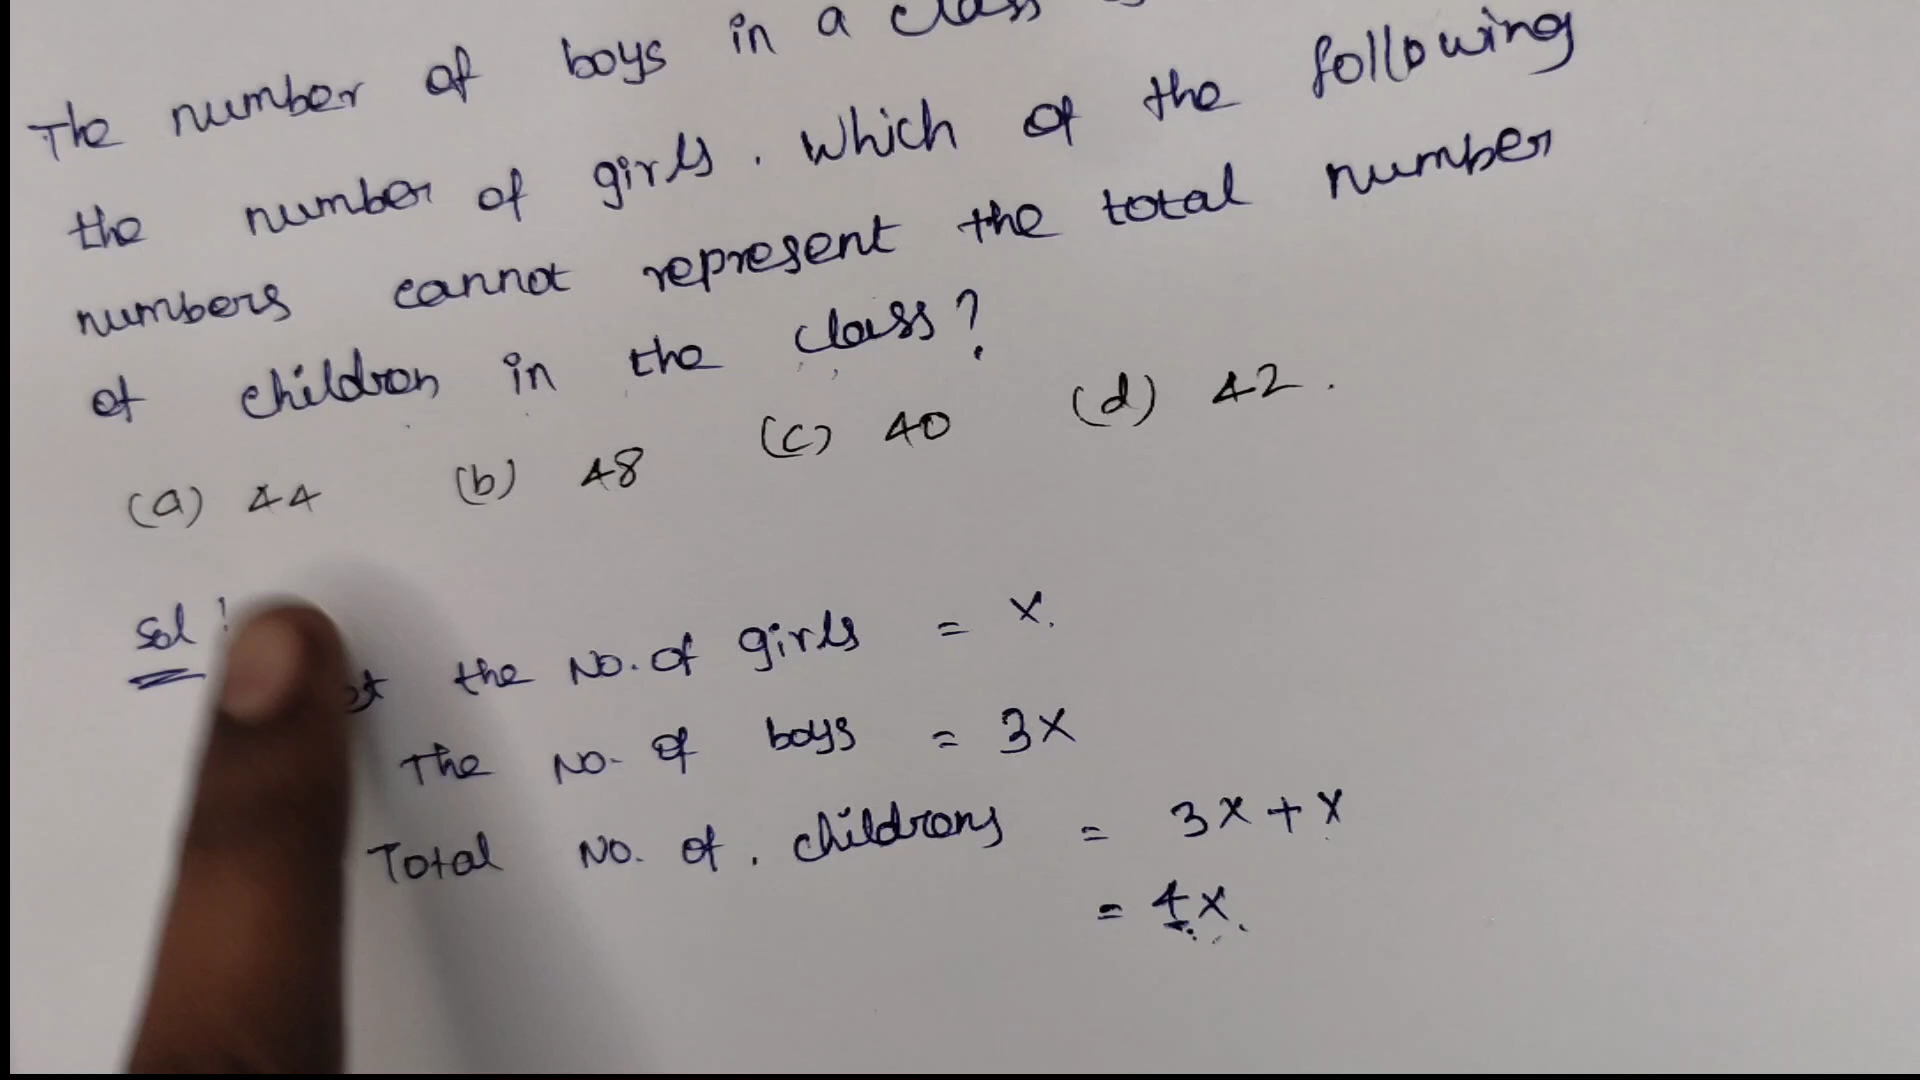 The number of boys in a class
the number of girls. Which of the following
numbers cannot represent the total number
of children in the class?
(a) 44 (b) 48 (c) 40 (d) 42.
Sol:
the No. of girls = x.
The No. of boys = 3x
Total No. of. childrens = 3x + x
= 4x.